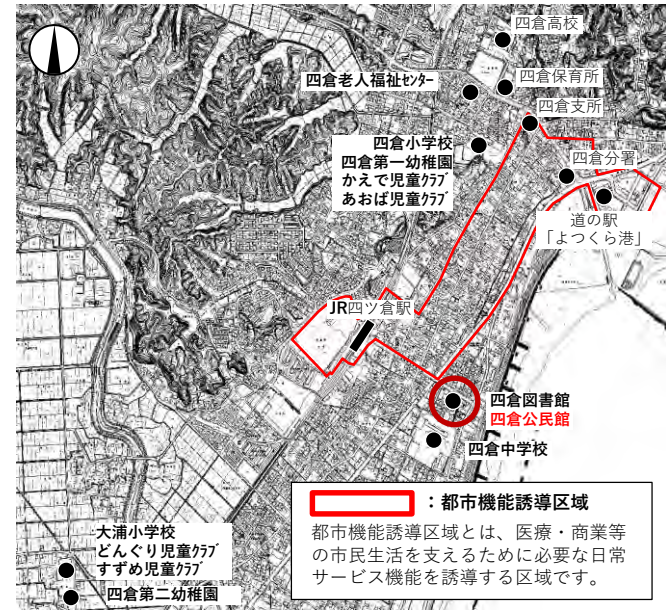 四倉高校
四倉保育所
四倉老人福祉ｾﾝﾀｰ
四倉支所
四倉小学校
四倉第一幼稚園
かえで児童ｸﾗﾌﾞ
あおば児童ｸﾗﾌﾞ
四倉分署
道の駅
「よつくら港」
JR四ツ倉駅
四倉図書館
四倉公民館
四倉中学校
：都市機能誘導区域
都市機能誘導区域とは、医療・商業等
の市民生活を支えるために必要な日常
サービス機能を誘導する区域です。
大浦小学校
どんぐり児童ｸﾗﾌﾞ
すずめ児童ｸﾗﾌﾞ
四倉第二幼稚園